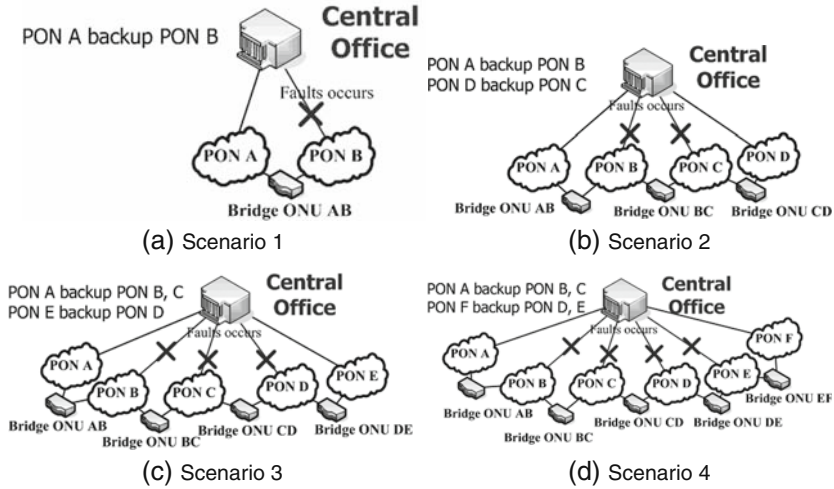 PON A backup PON B
Central
Office
Faults occurs
PON A
PON B
Bridge ONU AB
(a) Scenario 1
PON A backup PON B
PON D backup PON C
Central
Office
Faults occurs
PON A
PON B
PON C
PON D
Bridge ONU AB
Bridge ONU BC
Bridge ONU CD
(b) Scenario 2
PON A backup PON B, C
PON E backup PON D
Central
Office
Faults occurs
PON A
PON B
PON C
PON D
PON E
Bridge ONU AB
Bridge ONU BC
Bridge ONU CD
Bridge ONU DE
(c) Scenario 3
PON A backup PON B, C
PON F backup PON D, E
Central
Office
Faults occurs
PON A
PON B
PON C
PON D
PON E
PON F
Bridge ONU AB
Bridge ONU BC
Bridge ONU CD
Bridge ONU DE
Bridge ONU EF
(d) Scenario 4